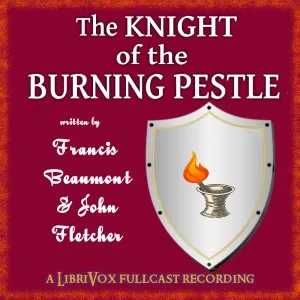 The KNIGHT
of the
BURNING PESTLE
written by
Francis
Beaumont
& John
Fletcher
A LIBRIVOX FULLCAST RECORDING